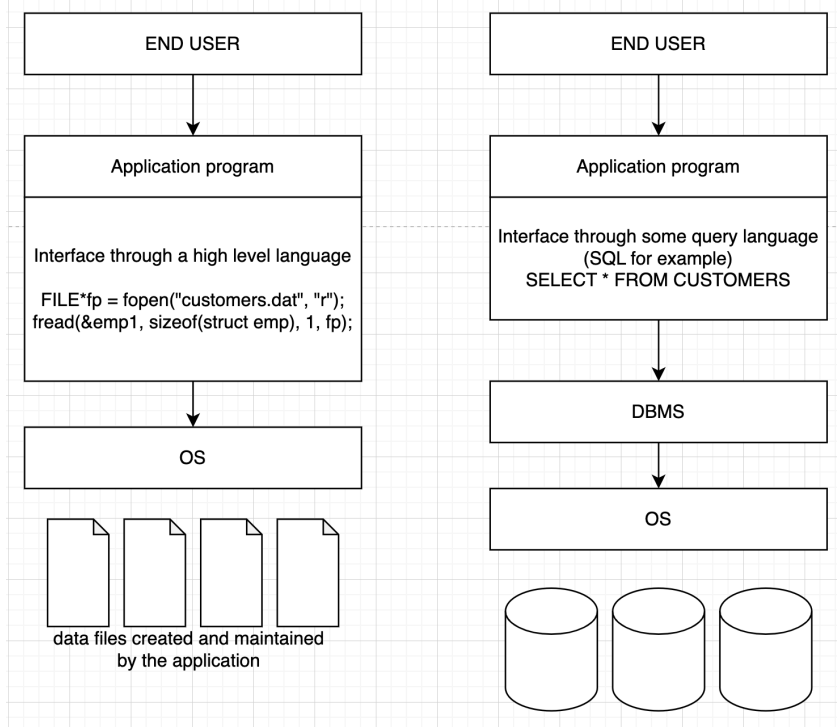 END USER
Application program
Interface through a high level language
FILE*fp = fopen("customers.dat", "r");
fread(&emp1, sizeof(struct emp), 1, fp);
OS
data files created and maintained
by the application
END USER
Application program
Interface through some query language
(SQL for example)
SELECT * FROM CUSTOMERS
DBMS
OS